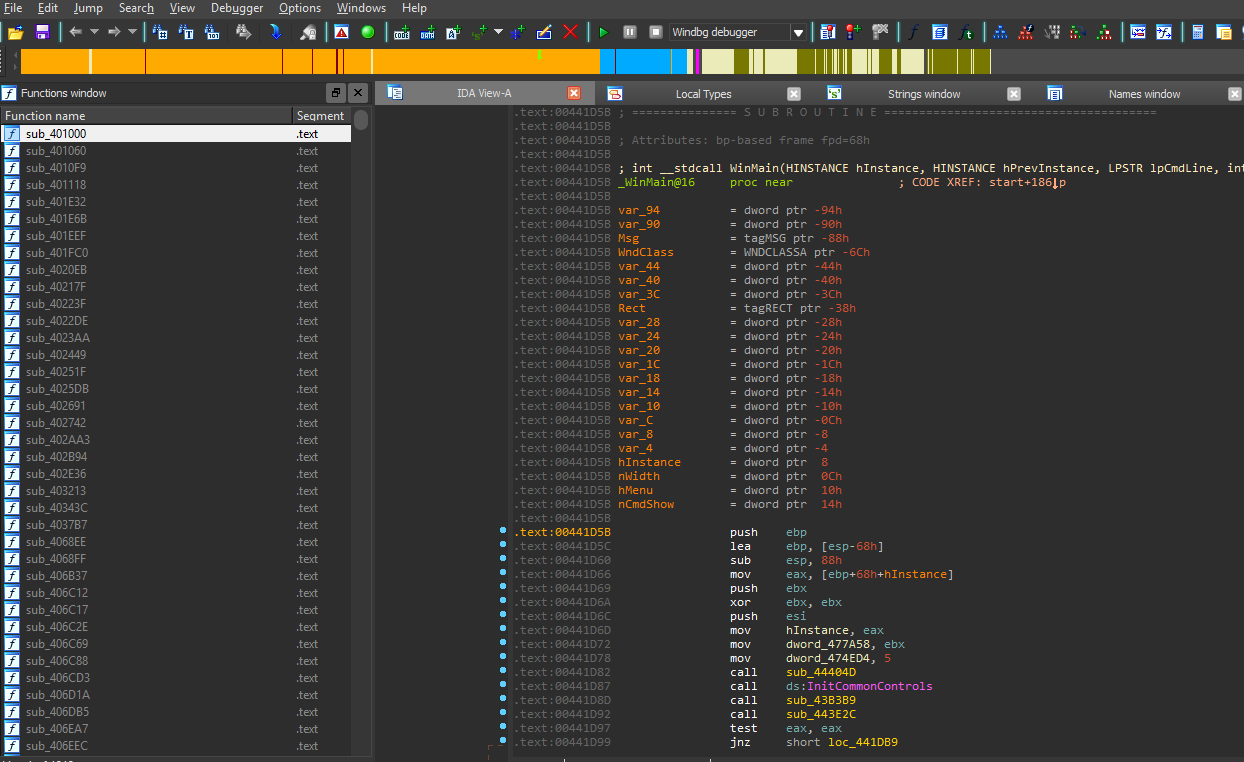 File Edit Jump Search View Debugger Options Windows Help
Windbg debugger
Functions window
IDA View-A
Local Types
Strings window
Names window
Function name Segment
sub_401000 .text
sub_401060 .text
sub_4010F9 .text
sub_401118 .text
sub_401E32 .text
sub_401E6B .text
sub_401EEF .text
sub_401FC0 .text
sub_4020EB .text
sub_40217F .text
sub_40223F .text
sub_4022DE .text
sub_4023AA .text
sub_402449 .text
sub_40251F .text
sub_4025DB .text
sub_402691 .text
sub_402742 .text
sub_402AA3 .text
sub_402B94 .text
sub_402E36 .text
sub_403213 .text
sub_40343C .text
sub_4037B7 .text
sub_4068EE .text
sub_4068FF .text
sub_406B37 .text
sub_406C12 .text
sub_406C17 .text
sub_406C2E .text
sub_406C69 .text
sub_406C88 .text
sub_406CD3 .text
sub_406D1A .text
sub_406DB5 .text
sub_406EA7 .text
sub_406EEC .text
.text:00441D5B ; =============== S U B R O U T I N E =======================================
.text:00441D5B
.text:00441D5B ; Attributes: bp-based frame fpd=68h
.text:00441D5B
.text:00441D5B ; int __stdcall WinMain(HINSTANCE hInstance, HINSTANCE hPrevInstance, LPSTR lpCmdLine, int
.text:00441D5B _WinMain@16 proc near ; CODE XREF: start+186↓p
.text:00441D5B
.text:00441D5B var_94 = dword ptr -94h
.text:00441D5B var_90 = dword ptr -90h
.text:00441D5B Msg = tagMSG ptr -88h
.text:00441D5B WndClass = WNDCLASSA ptr -6Ch
.text:00441D5B var_44 = dword ptr -44h
.text:00441D5B var_40 = dword ptr -40h
.text:00441D5B var_3C = dword ptr -3Ch
.text:00441D5B Rect = tagRECT ptr -38h
.text:00441D5B var_28 = dword ptr -28h
.text:00441D5B var_24 = dword ptr -24h
.text:00441D5B var_20 = dword ptr -20h
.text:00441D5B var_1C = dword ptr -1Ch
.text:00441D5B var_18 = dword ptr -18h
.text:00441D5B var_14 = dword ptr -14h
.text:00441D5B var_10 = dword ptr -10h
.text:00441D5B var_C = dword ptr -0Ch
.text:00441D5B var_8 = dword ptr -8
.text:00441D5B var_4 = dword ptr -4
.text:00441D5B hInstance = dword ptr 8
.text:00441D5B nWidth = dword ptr 0Ch
.text:00441D5B hMenu = dword ptr 10h
.text:00441D5B nCmdShow = dword ptr 14h
.text:00441D5B
.text:00441D5B push ebp
.text:00441D5C lea ebp, [esp-68h]
.text:00441D60 sub esp, 88h
.text:00441D66 mov eax, [ebp+68h+hInstance]
.text:00441D69 push ebx
.text:00441D6A xor ebx, ebx
.text:00441D6C push esi
.text:00441D6D mov hInstance, eax
.text:00441D72 mov dword_477A58, ebx
.text:00441D78 mov dword_474ED4, 5
.text:00441D82 call sub_44404D
.text:00441D87 call ds:InitCommonControls
.text:00441D8D call sub_43B3B9
.text:00441D92 call sub_443E2C
.text:00441D97 test eax, eax
.text:00441D99 jnz short loc_441DB9